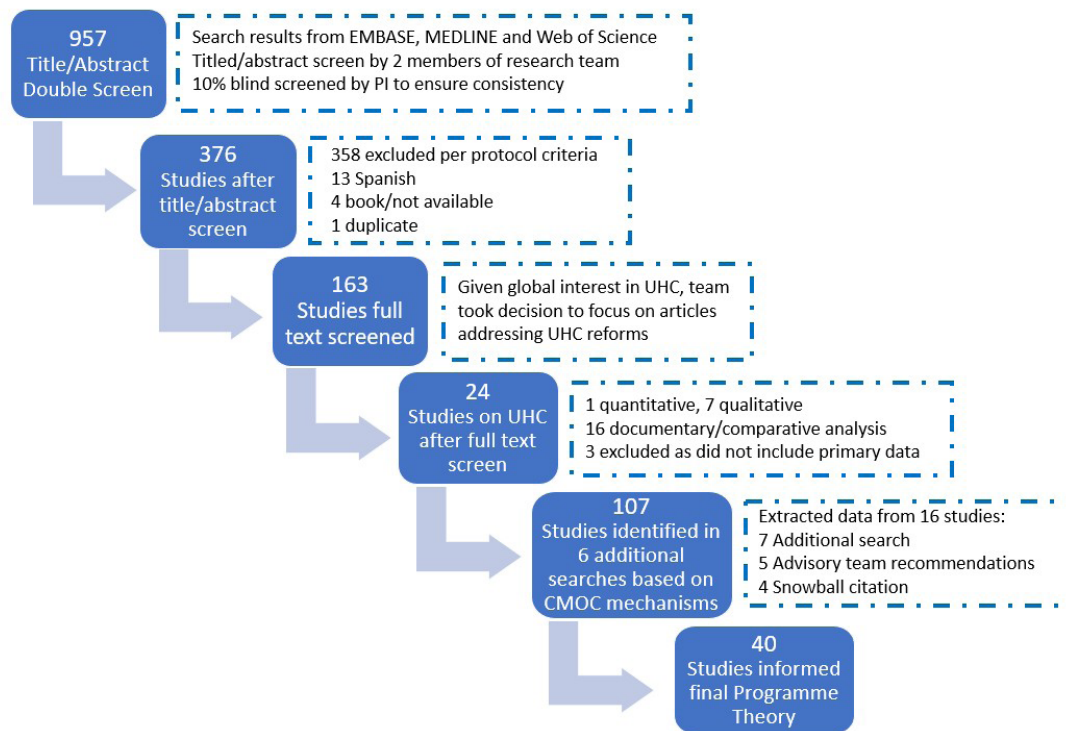 957
Title/Abstract
Double Screen
Search results from EMBASE, MEDLINE and Web of Science
Titled/abstract screen by 2 members of research team
10% blind screened by PI to ensure consistency
376
Studies after
title/abstract
screen
358 excluded per protocol criteria
13 Spanish
4 book/not available
1 duplicate
163
Studies full
text screened
Given global interest in UHC, team
took decision to focus on articles
addressing UHC reforms
24
Studies on UHC
after full text
screen
1 quantitative, 7 qualitative
16 documentary/comparative analysis
3 excluded as did not include primary data
107
Studies identified in
6 additional
searches based on
CMOC mechanisms
Extracted data from 16 studies:
7 Additional search
5 Advisory team recommendations
4 Snowball citation
40
Studies informed
final Programme
Theory